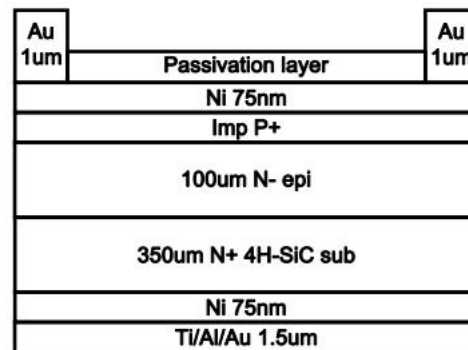 Au
1um
Au
1um
Passivation layer
Ni 75nm
Imp P+
100um N- epi
350um N+ 4H-SiC sub
Ni 75nm
Ti/Al/Au 1.5um